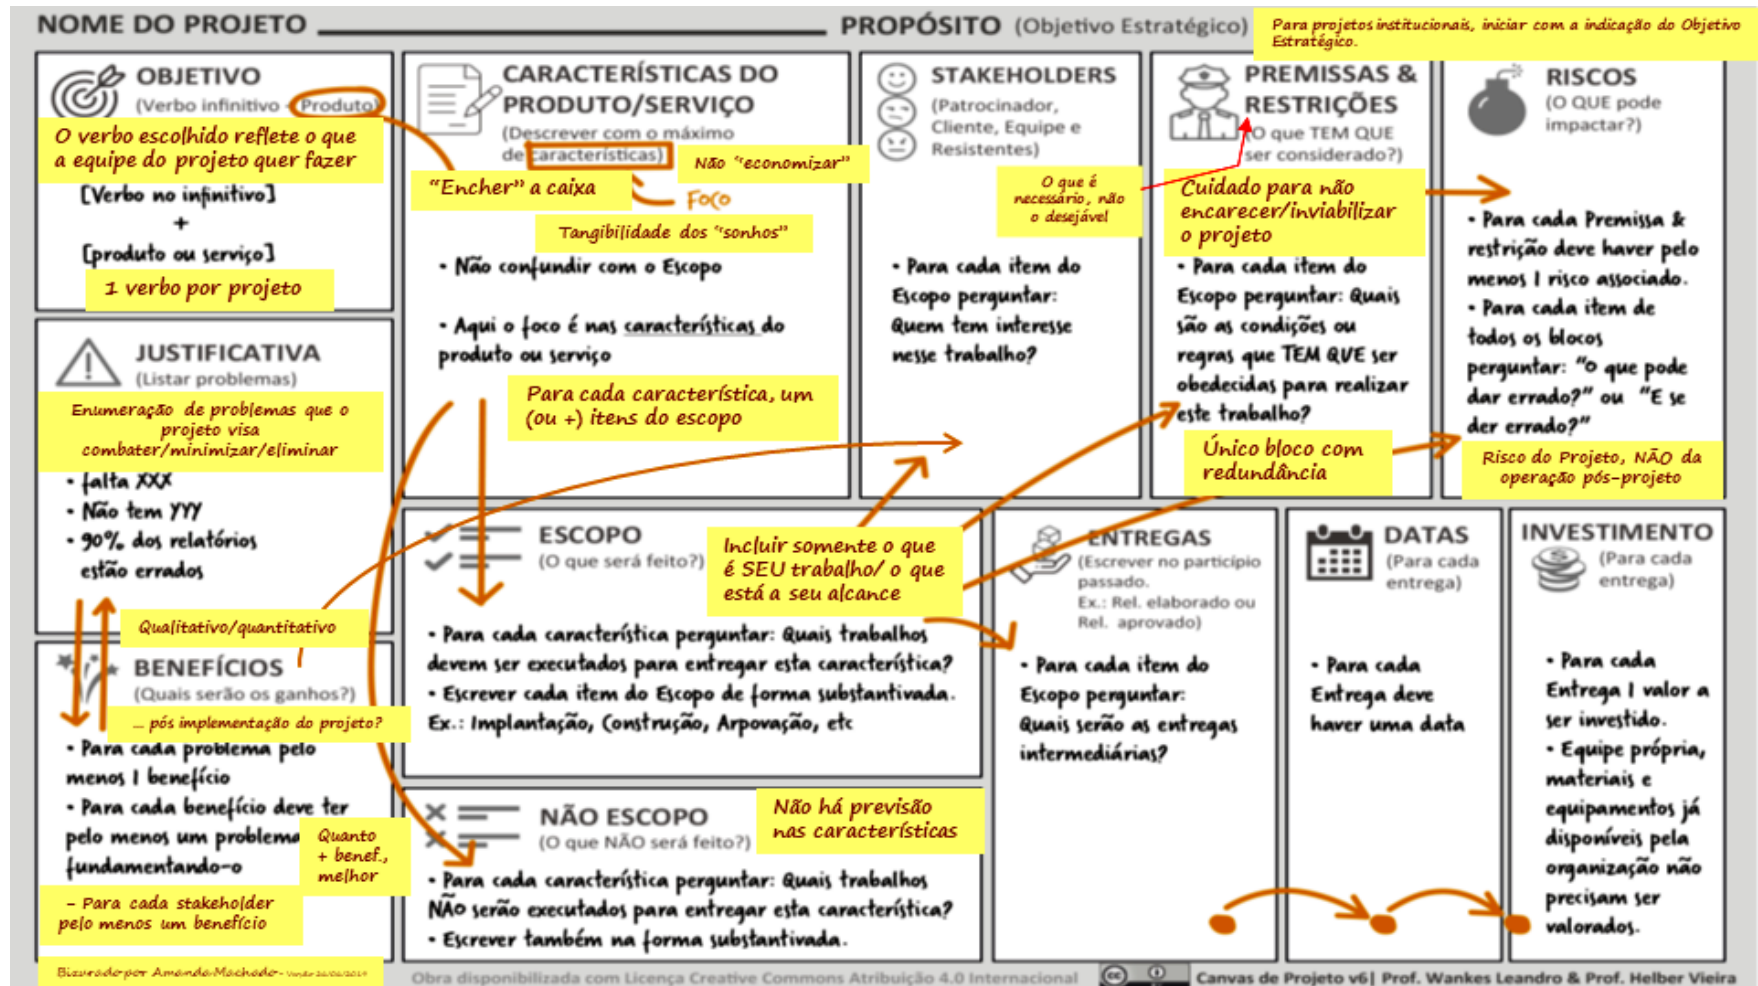 NOME DO PROJETO
PROPÓSITO (Objetivo Estratégico)
Para projetos institucionais, iniciar com a indicação do Objetivo
Estratégico.
OBJETIVO
(Verbo infinitivo + Produto)
O verbo escolhido reflete o que
a equipe do projeto quer fazer
[Verbo no infinitivo]
+
[produto ou serviço]
1 verbo por projeto
JUSTIFICATIVA
(Listar problemas)
Enumeração de problemas que o
projeto visa
combater/minimizar/eliminar
• falta XXX
• Não tem YYY
• 90% dos relatórios
estão errados
Qualitativo/quantitativo
BENEFÍCIOS
(Quais serão os ganhos?)
... pós implementação do projeto?
• Para cada problema pelo
menos 1 benefício
• Para cada benefício deve ter
pelo menos um problema
fundamentando-o
Quanto
+ benef.,
melhor
- Para cada stakeholder
pelo menos um benefício
Bizurado por Amanda Machado -
CARACTERÍSTICAS DO
PRODUTO/SERVIÇO
(Descrever com o máximo
de características)
Não "economizar"
"Encher" a caixa
FOCO
Tangibilidade dos "sonhos"
• Não confundir com o Escopo
• Aqui o foco é nas características do
produto ou serviço
Para cada característica, um
(ou +) itens do escopo
STAKEHOLDERS
(Patrocinador,
Cliente, Equipe e
Resistentes)
O que é
necessário, não
o desejável
• Para cada item do
Escopo perguntar:
Quem tem interesse
nesse trabalho?
PREMISSAS &
RESTRIÇÕES
(O que TEM QUE
ser considerado?)
Cuidado para não
encarecer/inviabilizar
o projeto
• Para cada item do
Escopo perguntar: Quais
são as condições ou
regras que TEM QUE ser
obedecidas para realizar
este trabalho?
Único bloco com
redundância
RISCOS
(O QUE pode
impactar?)
• Para cada Premissa &
restrição deve haver pelo
menos 1 risco associado.
• Para cada item de
todos os blocos
perguntar: "O que pode
dar errado?" ou "E se
der errado?"
Risco do Projeto, NÃO da
operação pós-projeto
ESCOPO
(O que será feito?)
Incluir somente o que
é SEU trabalho/ o que
está a seu alcance
• Para cada característica perguntar: Quais trabalhos
devem ser executados para entregar esta característica?
• Escrever cada item do Escopo de forma substantivada.
Ex.: Implantação, Construção, Arpovação, etc
NÃO ESCOPO
(O que NÃO será feito?)
Não há previsão
nas características
• Para cada característica perguntar: Quais trabalhos
NÃO serão executados para entregar esta característica?
• Escrever também na forma substantivada.
ENTREGAS
(Escrever no particípio
passado.
Ex.: Rel. elaborado ou
Rel. aprovado)
• Para cada item do
Escopo perguntar:
Quais serão as entregas
intermediárias?
DATAS
(Para cada
entrega)
• Para cada
Entrega deve
haver uma data
INVESTIMENTO
(Para cada
entrega)
• Para cada
Entrega 1 valor a
ser investido.
• Equipe própria,
materiais e
equipamentos já
disponíveis pela
organização não
precisam ser
valorados.
Obra disponibilizada com Licença Creative Commons Atribuição 4.0 Internacional
cc
Canvas de Projeto v6| Prof. Wankes Leandro & Prof. Helber Vieira